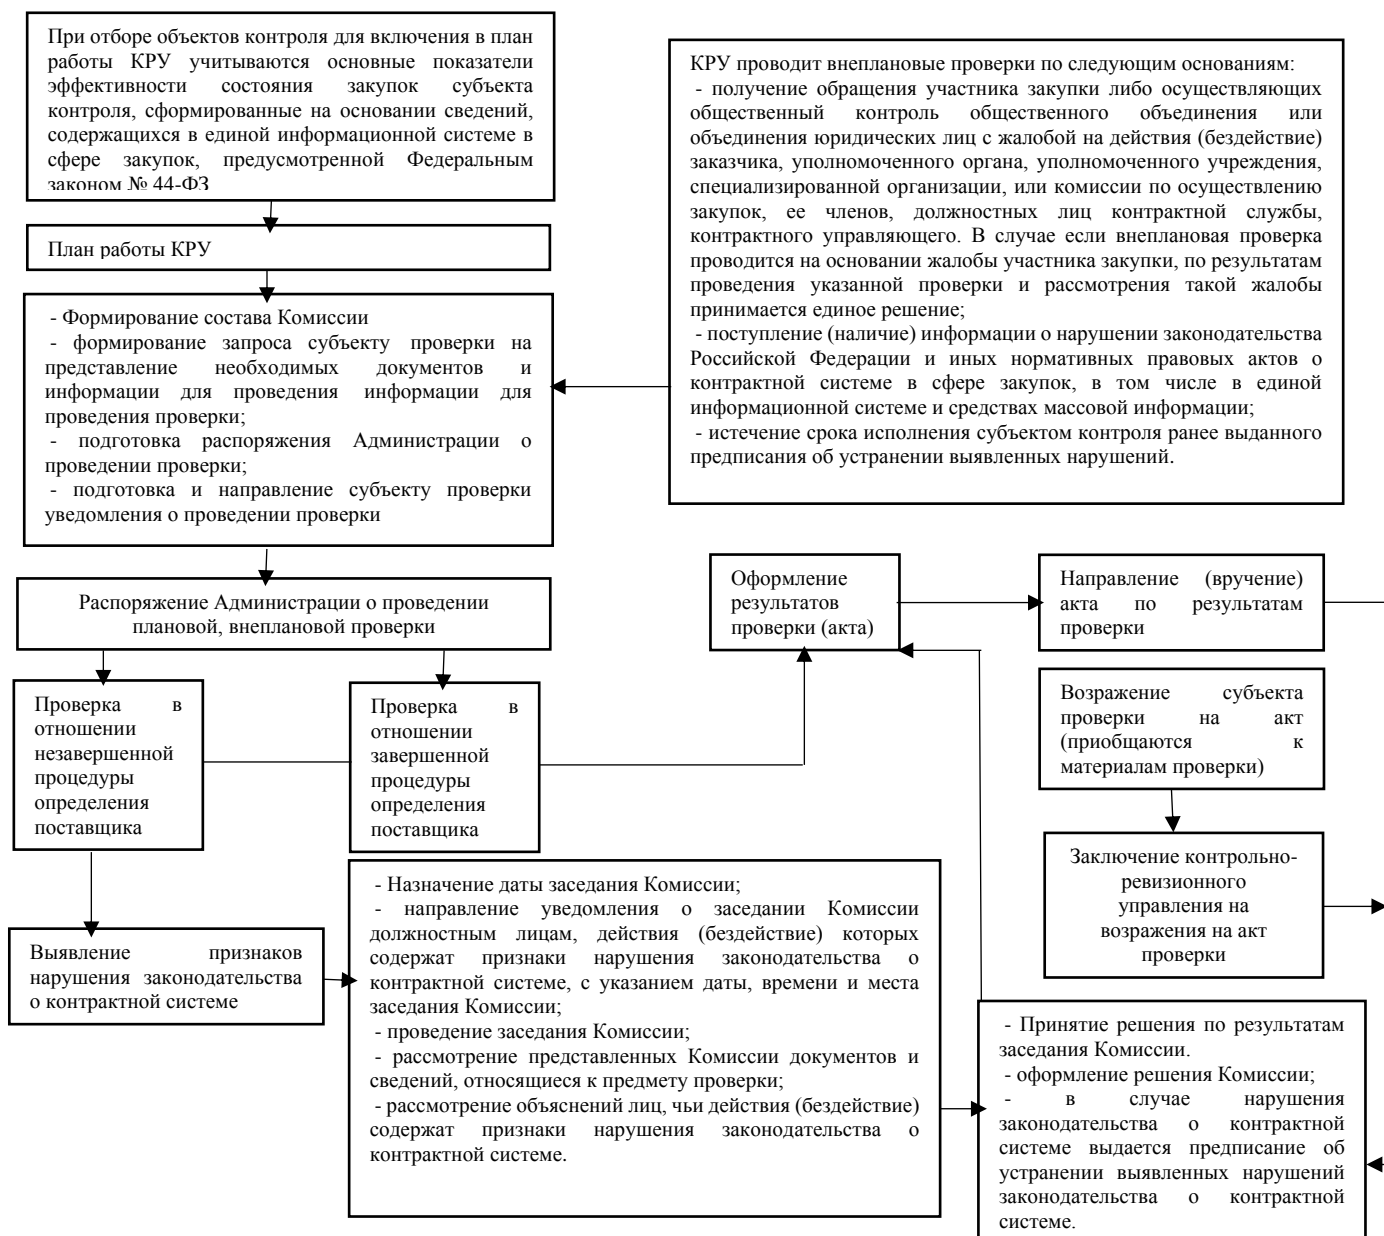 При отборе объектов контроля для включения в план
работы КРУ учитываются основные показатели
эффективности состояния закупок субъекта
контроля, сформированные на основании сведений,
содержащихся в единой информационной системе в
сфере закупок, предусмотренной Федеральным
законом № 44-ФЗ
План работы КРУ
- Формирование состава Комиссии
- формирование запроса субъекту проверки на
представление необходимых документов и
информации для проведения информации для
проведения проверки;
- подготовка распоряжения Администрации о
проведении проверки;
- подготовка и направление субъекту проверки
уведомления о проведении проверки
КРУ проводит внеплановые проверки по следующим основаниям:
- получение обращения участника закупки либо осуществляющих
общественный контроль общественного объединения или
объединения юридических лиц с жалобой на действия (бездействие)
заказчика, уполномоченного органа, уполномоченного учреждения,
специализированной организации, или комиссии по осуществлению
закупок, ее членов, должностных лиц контрактной службы,
контрактного управляющего. В случае если внеплановая проверка
проводится на основании жалобы участника закупки, по результатам
проведения указанной проверки и рассмотрения такой жалобы
принимается единое решение;
- поступление (наличие) информации о нарушении законодательства
Российской Федерации и иных нормативных правовых актов о
контрактной системе в сфере закупок, в том числе в единой
информационной системе и средствах массовой информации;
- истечение срока исполнения субъектом контроля ранее выданного
предписания об устранении выявленных нарушений.
Распоряжение Администрации о проведении
плановой, внеплановой проверки
Оформление
результатов
проверки (акта)
Направление (вручение)
акта по результатам
проверки
Проверка в
отношении
незавершенной
процедуры
определения
поставщика
Проверка в
отношении
завершенной
процедуры
определения
поставщика
Возражение субъекта
проверки на акт
(приобщаются к
материалам проверки)
Заключение контрольно-
ревизионного
управления на
возражения на акт
проверки
Выявление признаков
нарушения законодательства
о контрактной системе
- Назначение даты заседания Комиссии;
- направление уведомления о заседании Комиссии
должностным лицам, действия (бездействие) которых
содержат признаки нарушения законодательства о
контрактной системе, с указанием даты, времени и места
заседания Комиссии;
- проведение заседания Комиссии;
- рассмотрение представленных Комиссии документов и
сведений, относящиеся к предмету проверки;
- рассмотрение объяснений лиц, чьи действия (бездействие)
содержат признаки нарушения законодательства о
контрактной системе.
- Принятие решения по результатам
заседания Комиссии.
- оформление решения Комиссии;
- в случае нарушения
законодательства о контрактной
системе выдается предписание об
устранении выявленных нарушений
законодательства о контрактной
системе.